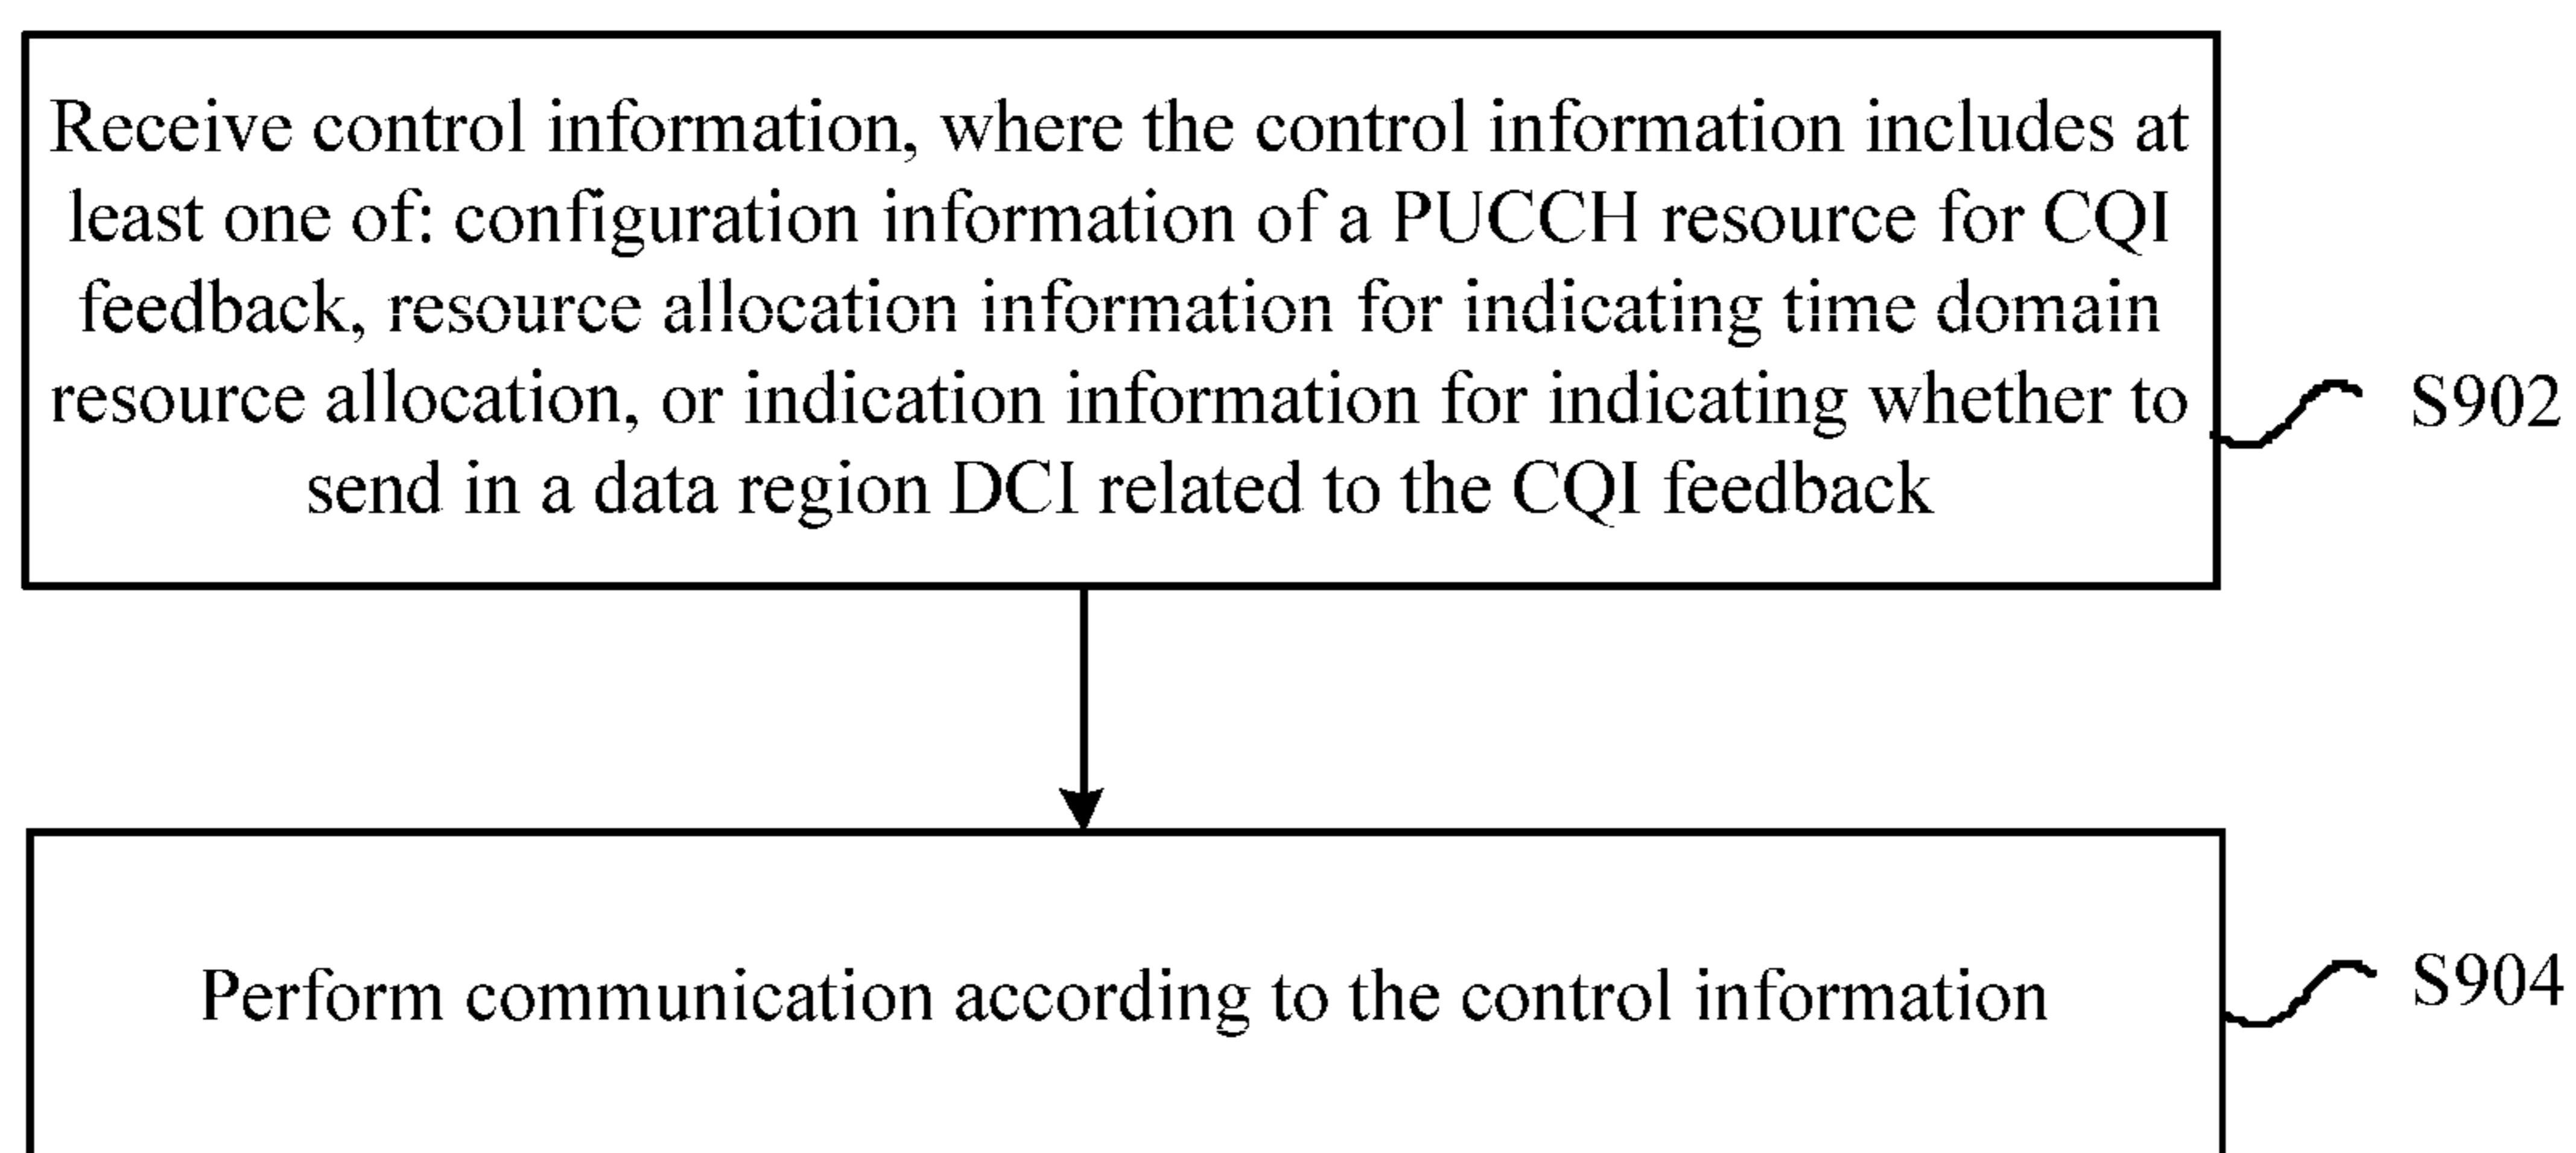 Receive control information, where the control information includes at
least one of: configuration information of a PUCCH resource for CQI
feedback, resource allocation information for indicating time domain
resource allocation, or indication information for indicating whether to
send in a data region DCI related to the CQI feedback
S902
Perform communication according to the control information
S904